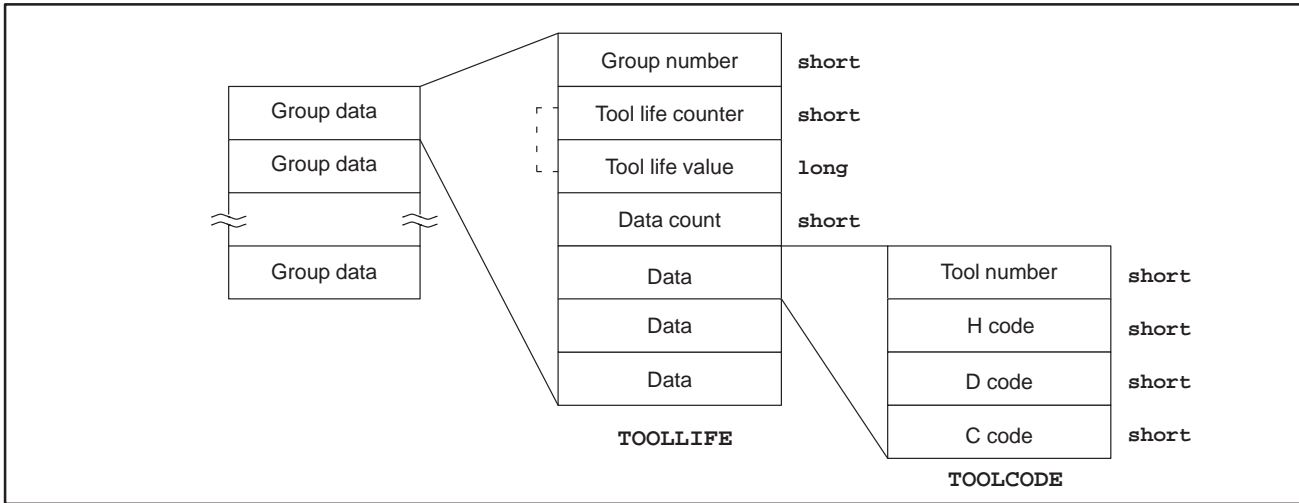 Group data
Group data
Group data
Group number short
Tool life counter short
Tool life value long
Data count short
Data
Data
Data
TOOLLIFE
Tool number short
H code short
D code short
C code short
TOOLCODE